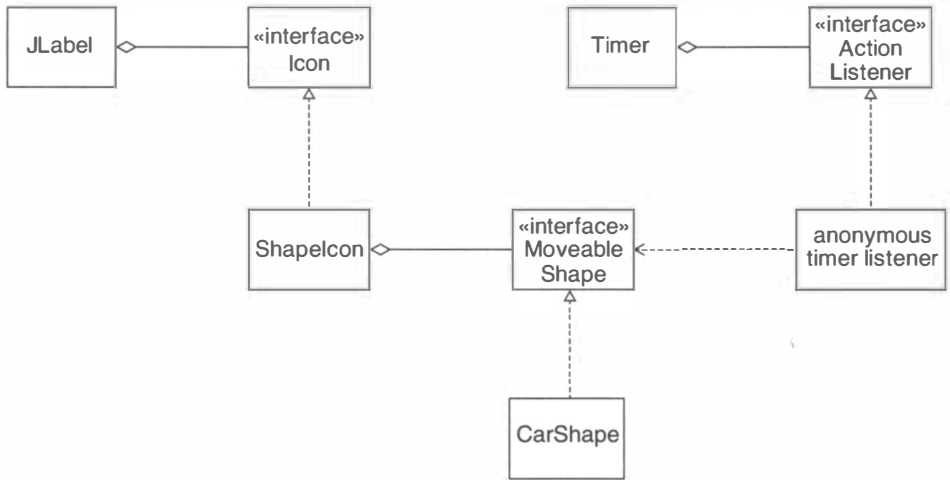 JLabel
«interface»
Icon
Timer
«interface»
Action
Listener
ShapeIcon
«interface»
Moveable
Shape
anonymous
timer listener
CarShape